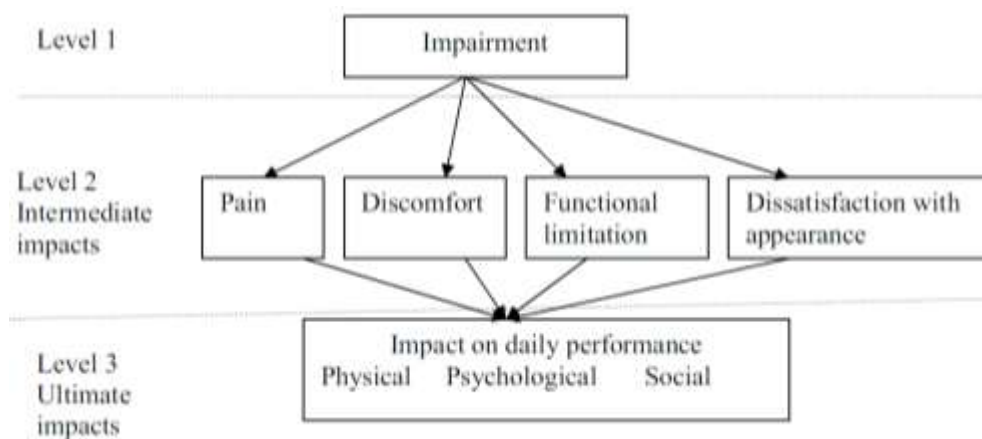 Level 1
Impairment
Level 2
Intermediate
impacts
Pain
Discomfort
Functional
limitation
Dissatisfaction with
appearance
Level 3
Ultimate
impacts
Impact on daily performance
Physical Psychological Social